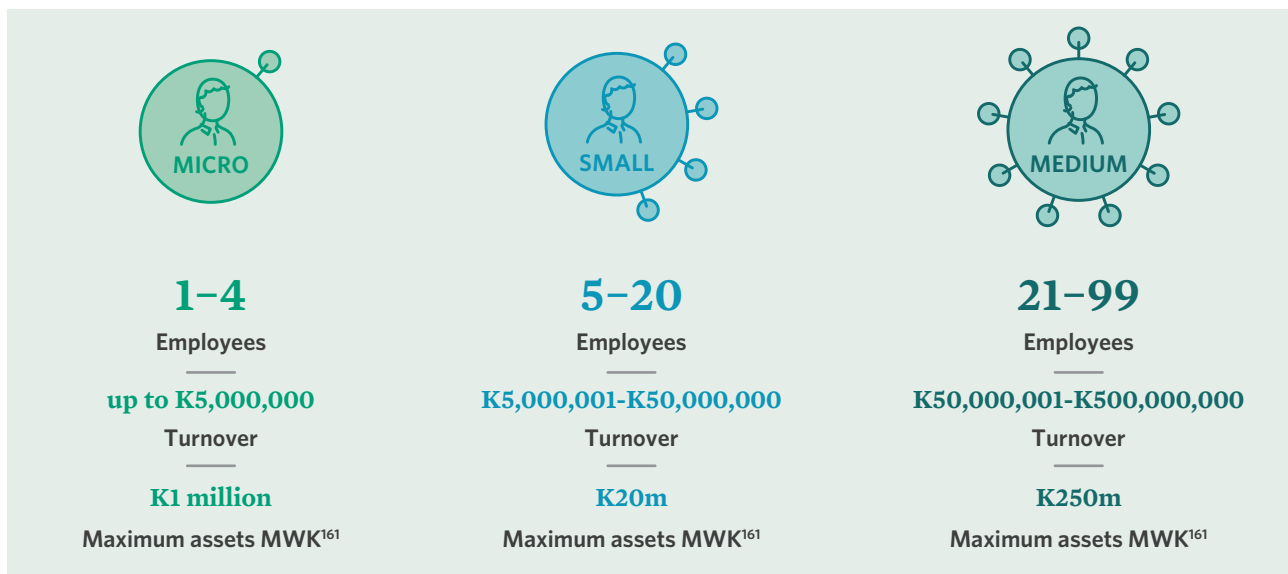 MICRO
SMALL
MEDIUM
1–4
Employees
up to K5,000,000
Turnover
K1 million
Maximum assets MWK161
5–20
Employees
K5,000,001-K50,000,000
Turnover
K20m
Maximum assets MWK161
21–99
Employees
K50,000,001-K500,000,000
Turnover
K250m
Maximum assets MWK161